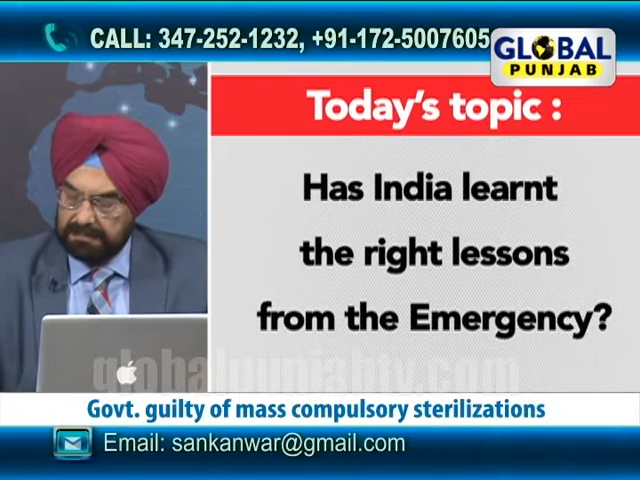 CALL: 347-252-1232, +91-172-5007605
GLOBAL
PUNJAB
Today's topic :
Has India learnt
the right lessons
from the Emergency?
globalpunjabtv.com
Govt. guilty of mass compulsory sterilizations
Email: sankanwar@gmail.com